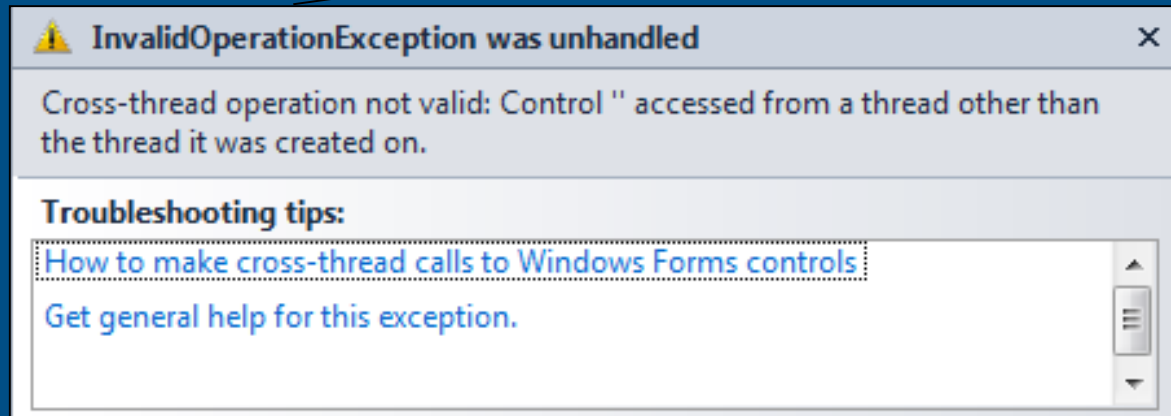 InvalidOperationException was unhandled
Cross-thread operation not valid: Control '' accessed from a thread other than
the thread it was created on.
Troubleshooting tips:
How to make cross-thread calls to Windows Forms controls
Get general help for this exception.